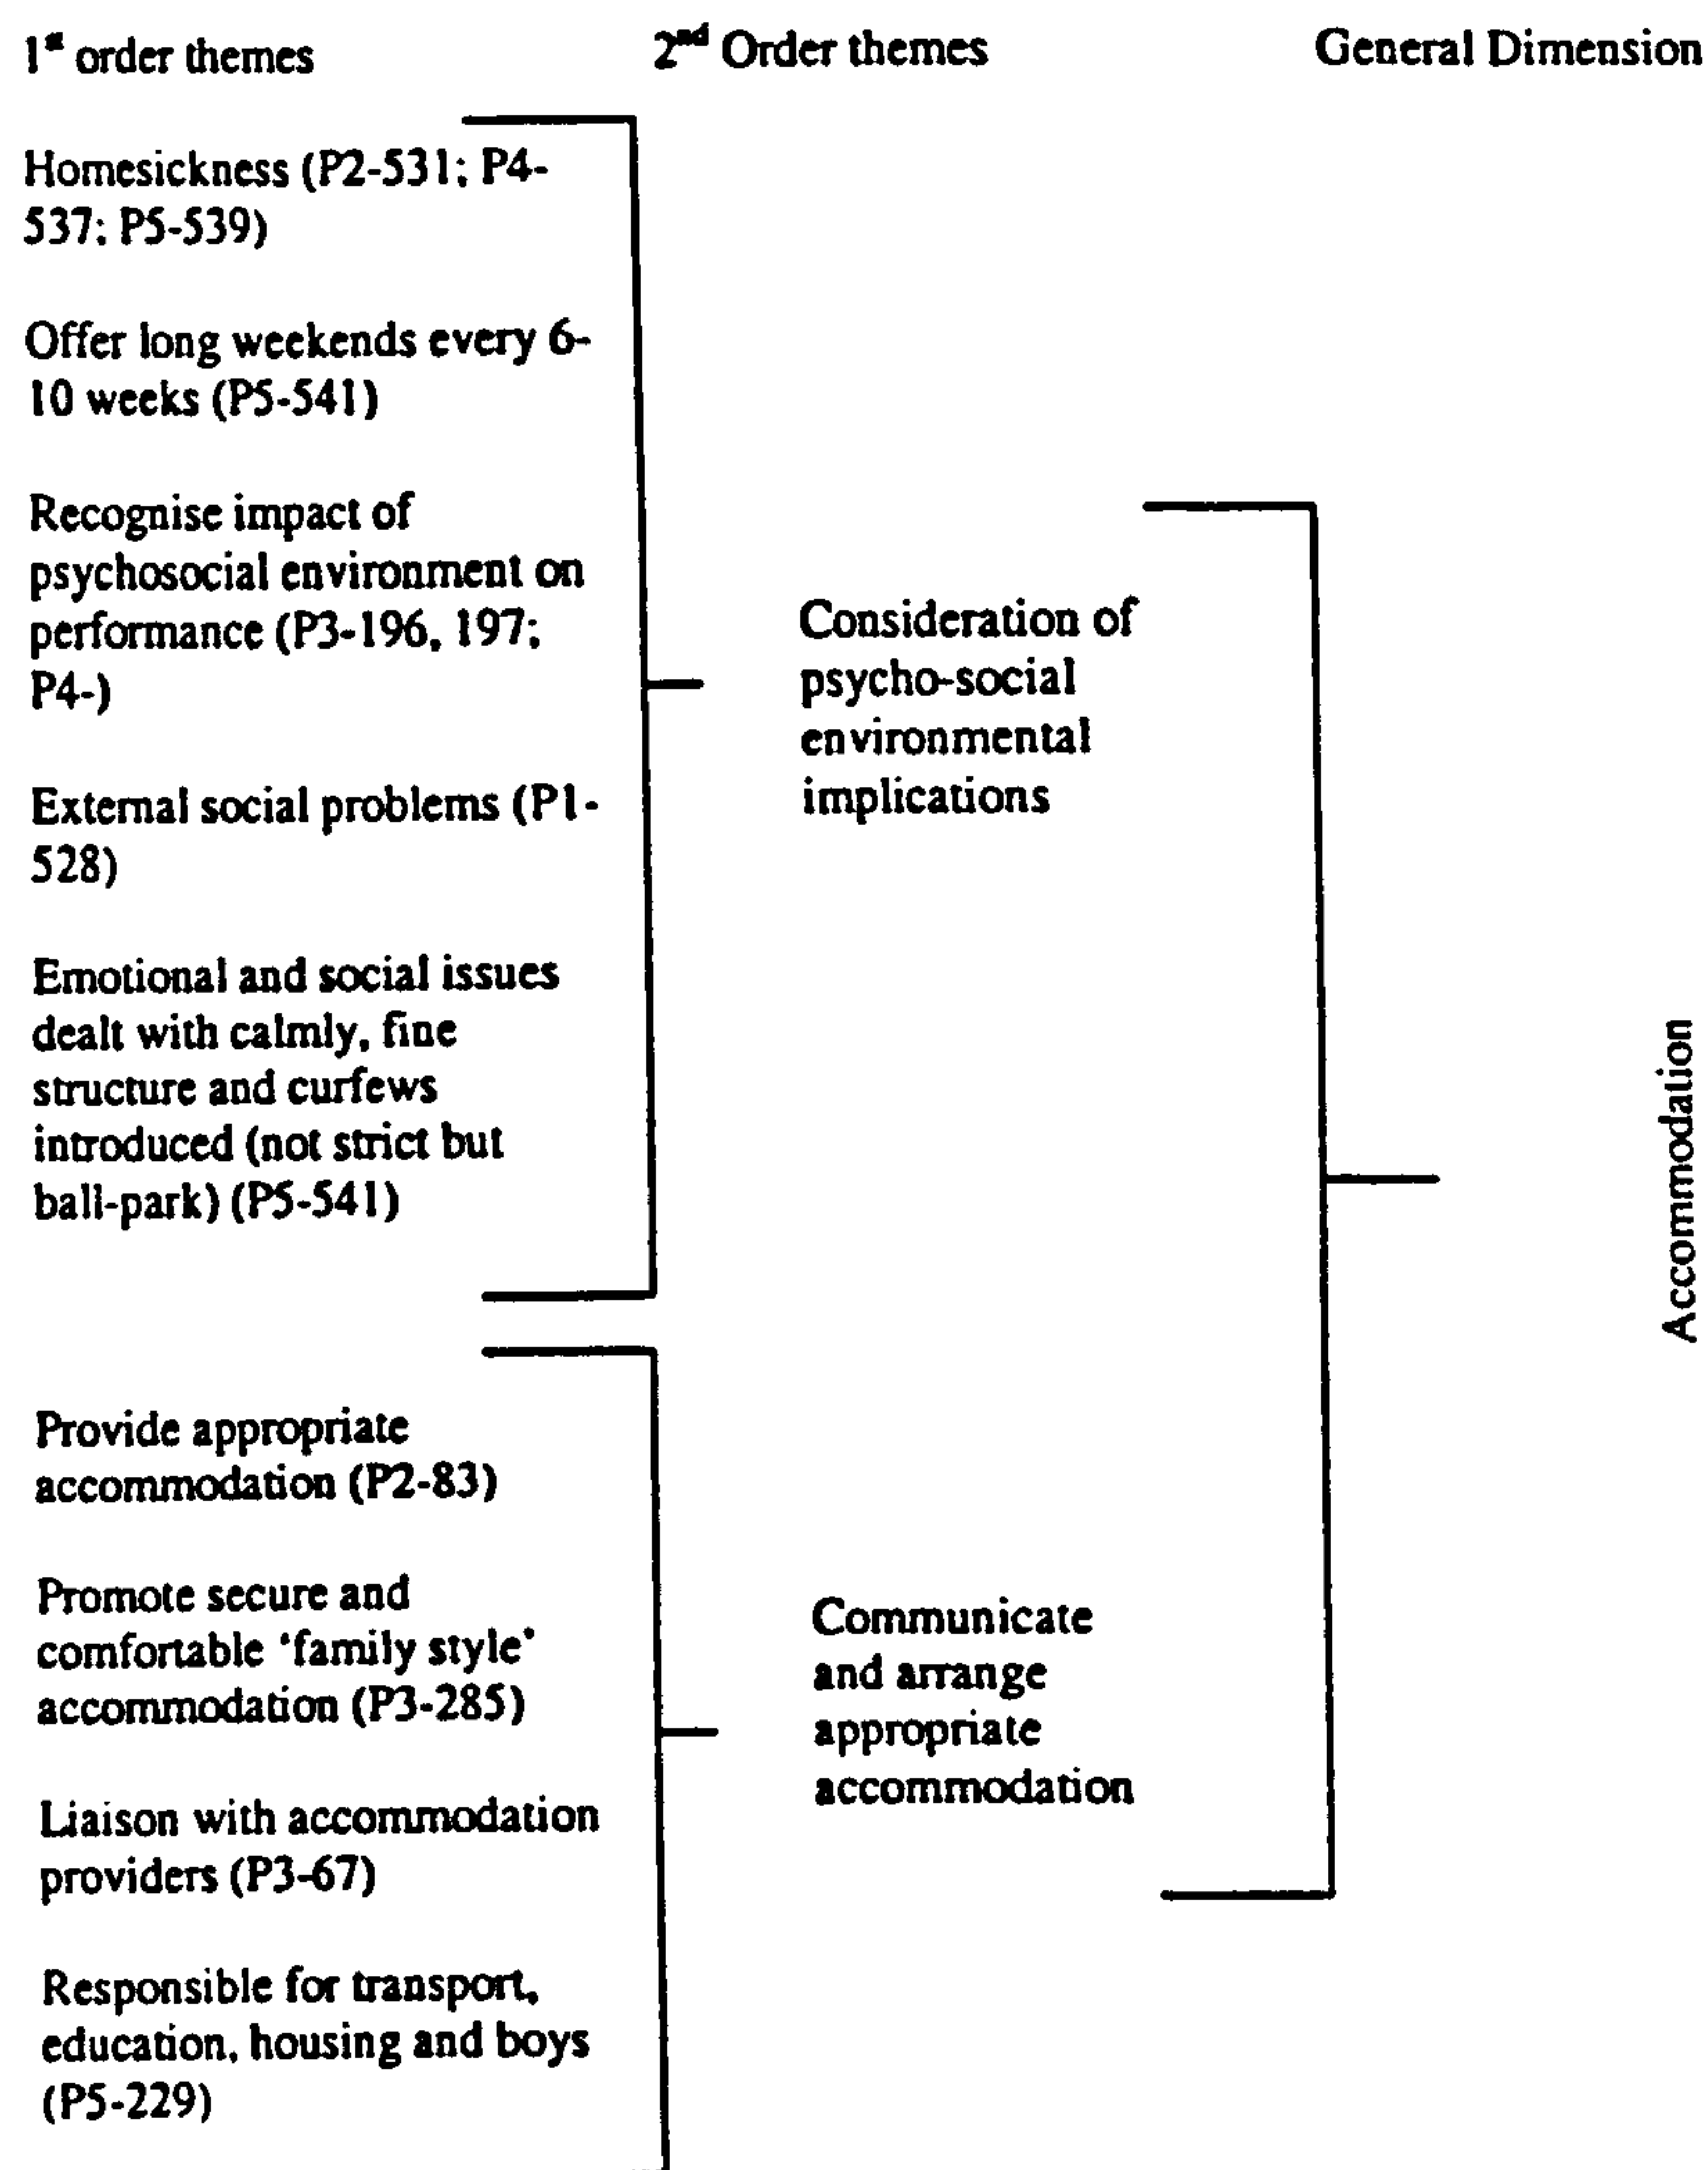 1st order themes
2nd Order themes
General Dimension
Homesickness (P2-531; P4-
537; P5-539)
Offer long weekends every 6-
10 weeks (P5-541)
Recognise impact of
psychosocial environment on
performance (P3-196, 197;
P4-)
External social problems (P1-
528)
Emotional and social issues
dealt with calmly, fine
structure and curfews
introduced (not strict but
ball-park) (P5-541)
Consideration of
psycho-social
environmental
implications
Provide appropriate
accommodation (P2-83)
Promote secure and
comfortable 'family style'
accommodation (P3-285)
Liaison with accommodation
providers (P3-67)
Responsible for transport,
education, housing and boys
(P5-229)
Communicate
and arrange
appropriate
accommodation
Accommodation